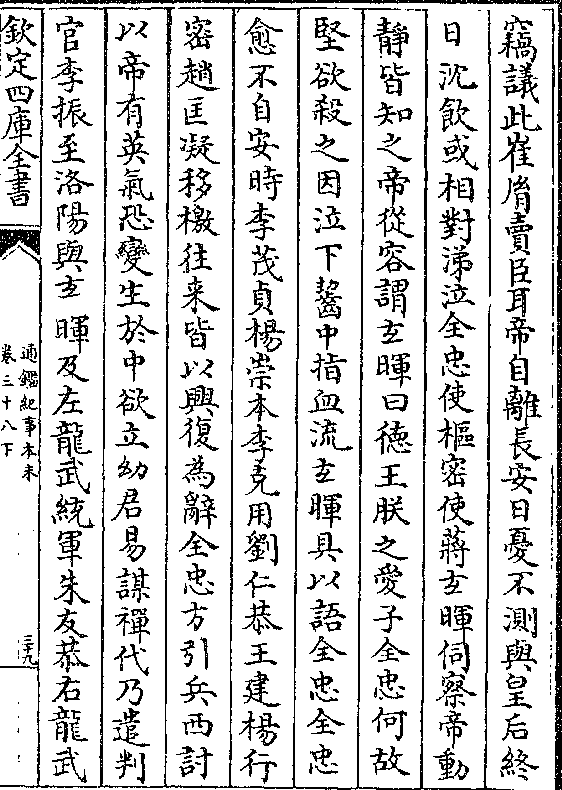 竊議此崔胤賣臣耳帝自離長安日憂不測與皇后終
日沈飲或相對涕泣全忠使樞密使蔣𤣥暉伺察帝動
靜皆知之帝從容謂𤣥暉曰徳王朕之愛子全忠何故
堅欲殺之因泣下齧中指血流𤣥暉具以語全忠全忠
愈不自安時李茂貞楊崇本李克用劉仁恭王建楊行
密趙匡凝移檄往来皆以興復為辭全忠方引兵西討
以帝有英氣恐變生於中欲立幼君易謀禪代乃遣判
官李振至洛陽與𤣥暉及左龍武統軍朱友恭右龍武
欽定四庫全書
通鑑紀事本末
卷三十八下
三十九